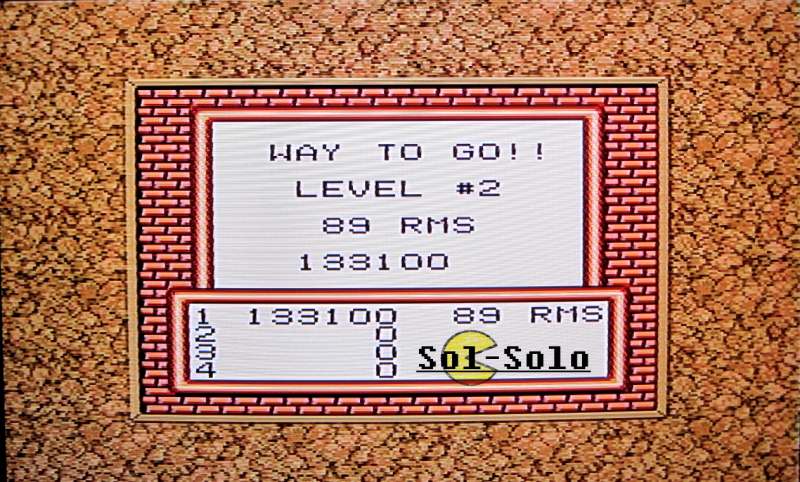 WAY TO GO!!
LEVEL #2
89 RMS
133100
1 133100 89 RMS
2 0
3 0
4 0
Sol-Solo